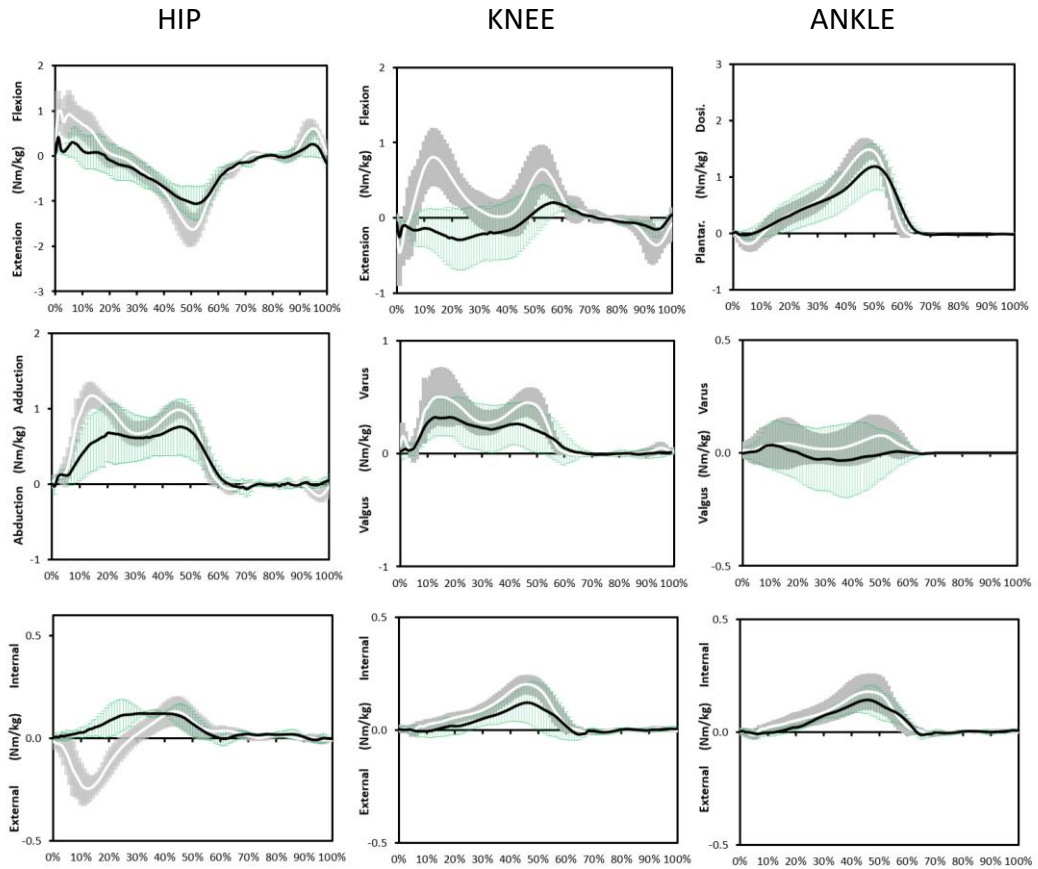 HIP
KNEE
ANKLE
Extension (Nm/kg) Flexion
2
1
0
-1
-2
-3
0% 10% 20% 30% 40% 50% 60% 70% 80% 90% 100%
Extension (Nm/kg) Flexion
2
1
0
-1
0% 10% 20% 30% 40% 50% 60% 70% 80% 90% 100%
Plantar. (Nm/kg) Dosi.
3
2
1
0
-1
0% 10% 20% 30% 40% 50% 60% 70% 80% 90% 100%
Abduction (Nm/kg) Adduction
2
1
0
-1
0% 10% 20% 30% 40% 50% 60% 70% 80% 90% 100%
Valgus (Nm/kg) Varus
1
0
-1
0% 10% 20% 30% 40% 50% 60% 70% 80% 90% 100%
Valgus (Nm/kg) Varus
0.5
0.0
-0.5
0% 10% 20% 30% 40% 50% 60% 70% 80% 90% 100%
External (Nm/kg) Internal
0.5
0.0
-0.5
0% 10% 20% 30% 40% 50% 60% 70% 80% 90% 100%
External (Nm/kg) Internal
0.5
0.0
-0.5
0% 10% 20% 30% 40% 50% 60% 70% 80% 90% 100%
External (Nm/kg) Internal
0.5
0.0
-0.5
0% 10% 20% 30% 40% 50% 60% 70% 80% 90% 100%